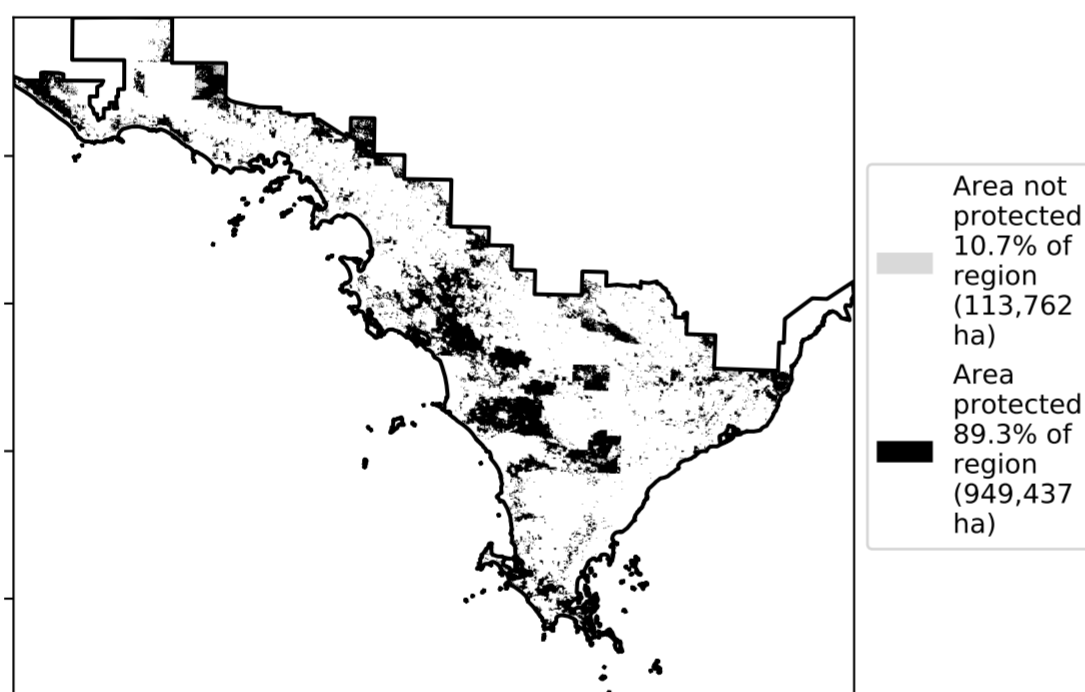 Area not
protected
10.7% of
region
(113,762
ha)
Area
protected
89.3% of
region
(949,437
ha)